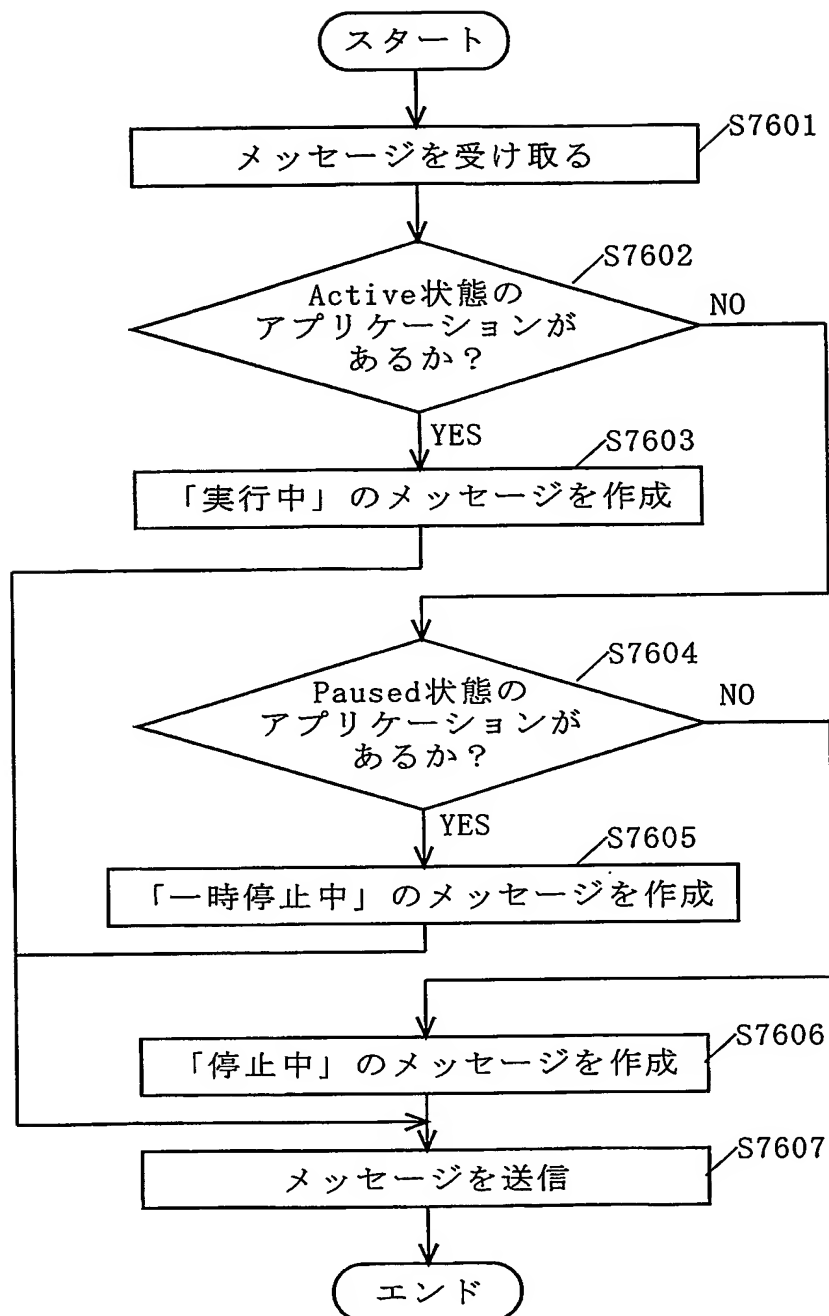 スタート
S7601
メッセージを受け取る
S7602
Active状態の
アプリケーションが
あるか？
NO
YES
S7603
「実行中」のメッセージを作成
S7604
Paused状態の
アプリケーションが
あるか？
NO
YES
S7605
「一時停止中」のメッセージを作成
S7606
「停止中」のメッセージを作成
S7607
メッセージを送信
エンド